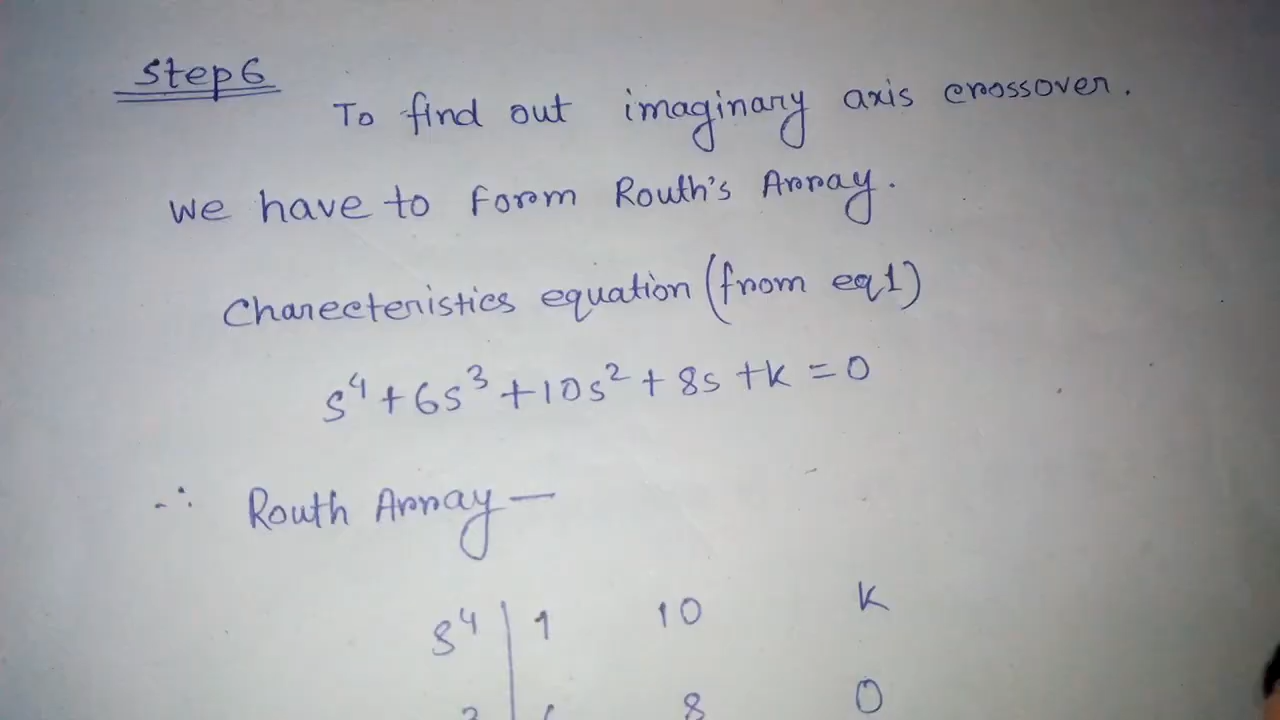 Step 6
To find out imaginary axis crossover.
We have to Form Routh's Array.
Charecteristics equation (from eq1)
s⁴ + 6s³ + 10s² + 8s + k = 0
∴ Routh Array —
s⁴ | 1 10 k
8 0